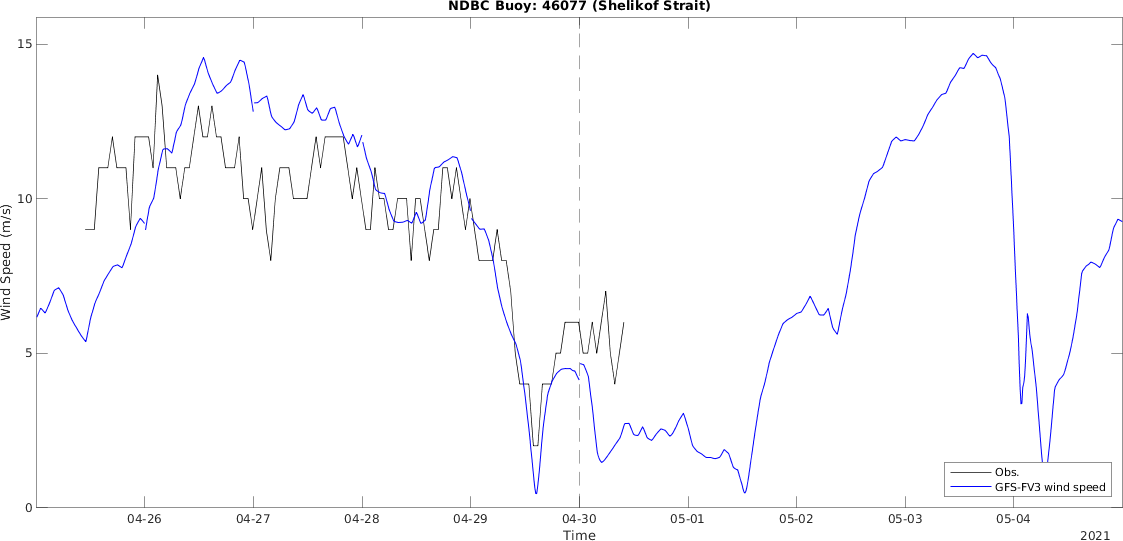 NDBC Buoy: 46077 (Shelikof Strait)
15
10
5
0
Wind Speed (m/s)
04-26 04-27 04-28 04-29 04-30 05-01 05-02 05-03 05-04
Time
2021
Obs.
GFS-FV3 wind speed